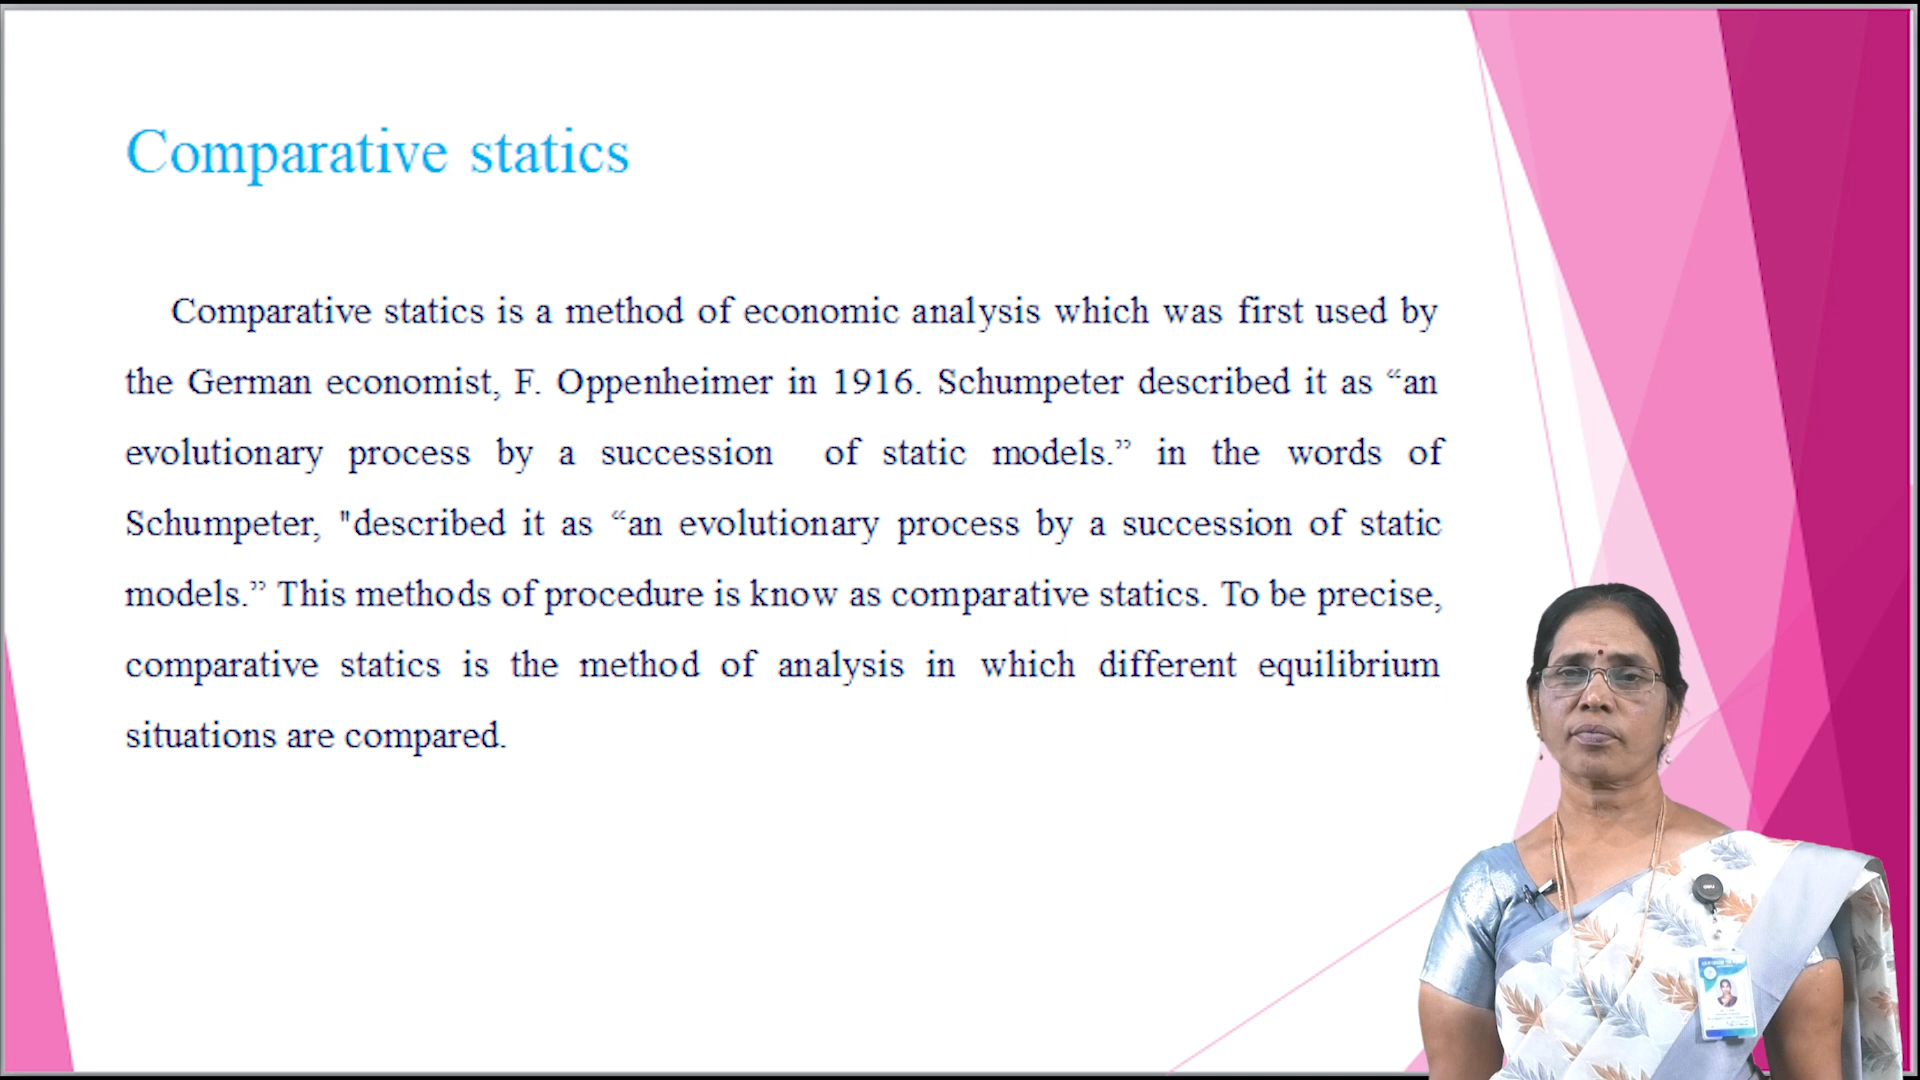 Comparative statics
Comparative statics is a method of economic analysis which was first used by
the German economist, F. Oppenheimer in 1916. Schumpeter described it as “an
evolutionary process by a succession of static models.” in the words of
Schumpeter, "described it as “an evolutionary process by a succession of static
models.” This methods of procedure is know as comparative statics. To be precise,
comparative statics is the method of analysis in which different equilibrium
situations are compared.